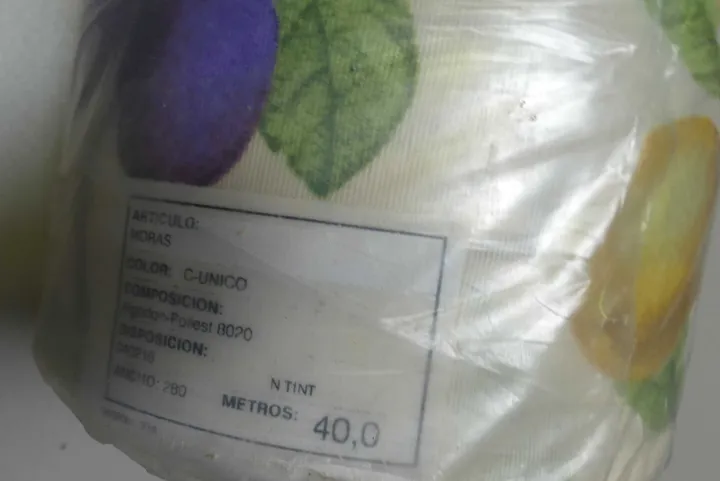 ARTICULO:
MORAS
COLOR: C-UNICO
COMPOSICION:
Algodon-Poliest 8020
DISPOSICION:
ANCHO: 280
N TINT
METROS: 40,0